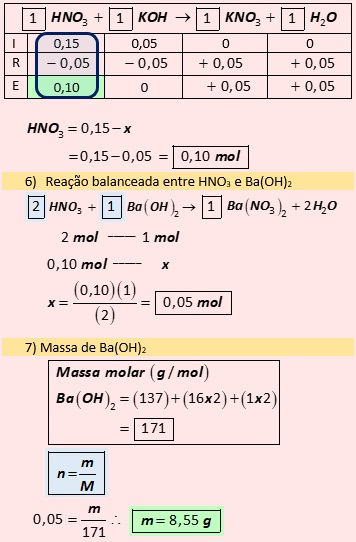 1 HNO₃ + 1 KOH → 1 KNO₃ + 1 H₂O
I 0,15 0,05 0 0
R − 0,05 − 0,05 + 0,05 + 0,05
E 0,10 0 + 0,05 + 0,05
HNO₃ = 0,15 − x
= 0,15 − 0,05 = 0,10 mol
6) Reação balanceada entre HNO₃ e Ba(OH)₂
2 HNO₃ + 1 Ba(OH)₂ → 1 Ba(NO₃)₂ + 2H₂O
2 mol —— 1 mol
0,10 mol —— x
x = (0,10)(1) / (2) = 0,05 mol
7) Massa de Ba(OH)₂
Massa molar (g / mol)
Ba(OH)₂ = (137) + (16x2) + (1x2)
= 171
n = m / M
0,05 = m / 171 ∴ m = 8,55 g